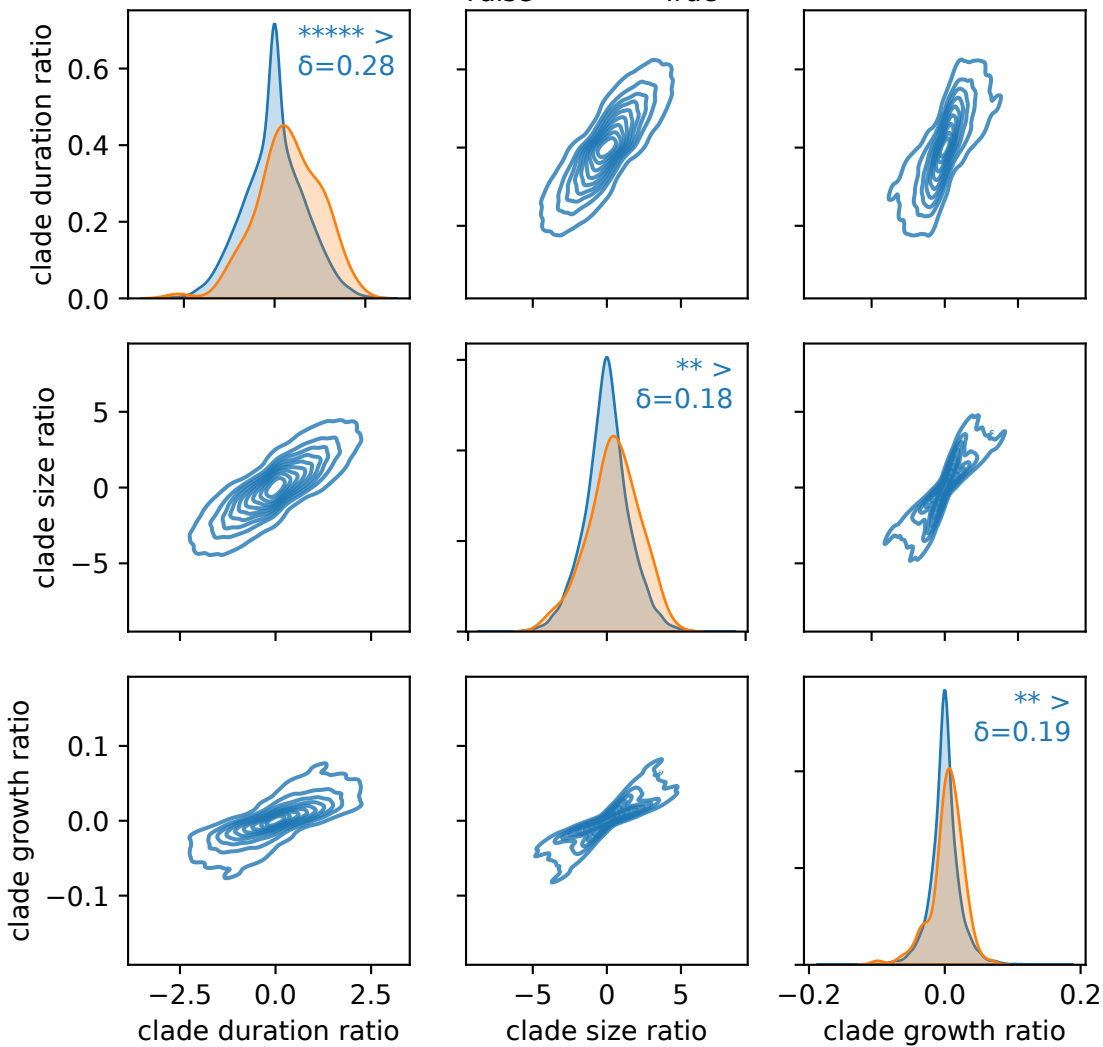 ***** >
δ=0.28
clade duration ratio
0.6
0.4
0.2
0.0
** >
δ=0.18
clade size ratio
5
0
−5
** >
δ=0.19
clade growth ratio
0.1
0.0
−0.1
−2.5 0.0 2.5
−5 0 5
−0.2 0.0 0.2
clade duration ratio
clade size ratio
clade growth ratio